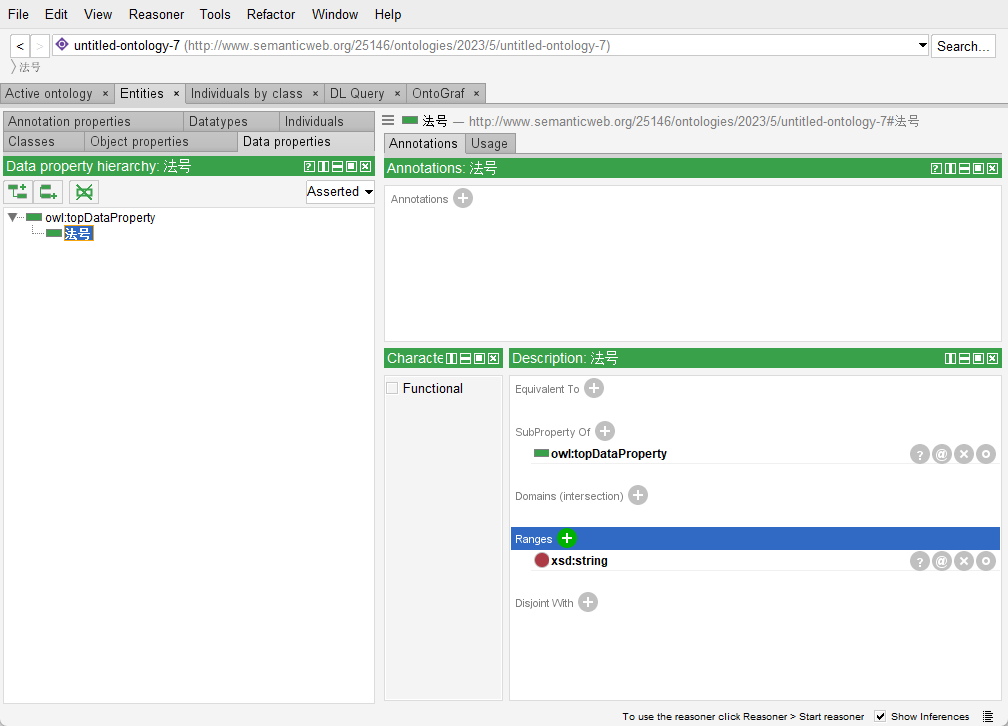 File Edit View Reasoner Tools Refactor Window Help
< > untitled-ontology-7 (http://www.semanticweb.org/25146/ontologies/2023/5/untitled-ontology-7) Search...
法号
Active ontology × Entities × Individuals by class × DL Query × OntoGraf ×
Annotation properties Datatypes Individuals
Classes Object properties Data properties
Data property hierarchy: 法号
Asserted
owl:topDataProperty
法号
法号 — http://www.semanticweb.org/25146/ontologies/2023/5/untitled-ontology-7#法号
Annotations Usage
Annotations: 法号
Annotations
Characte
Functional
Description: 法号
Equivalent To
SubProperty Of
owl:topDataProperty
Domains (intersection)
Ranges
xsd:string
Disjoint With
To use the reasoner click Reasoner > Start reasoner Show Inferences